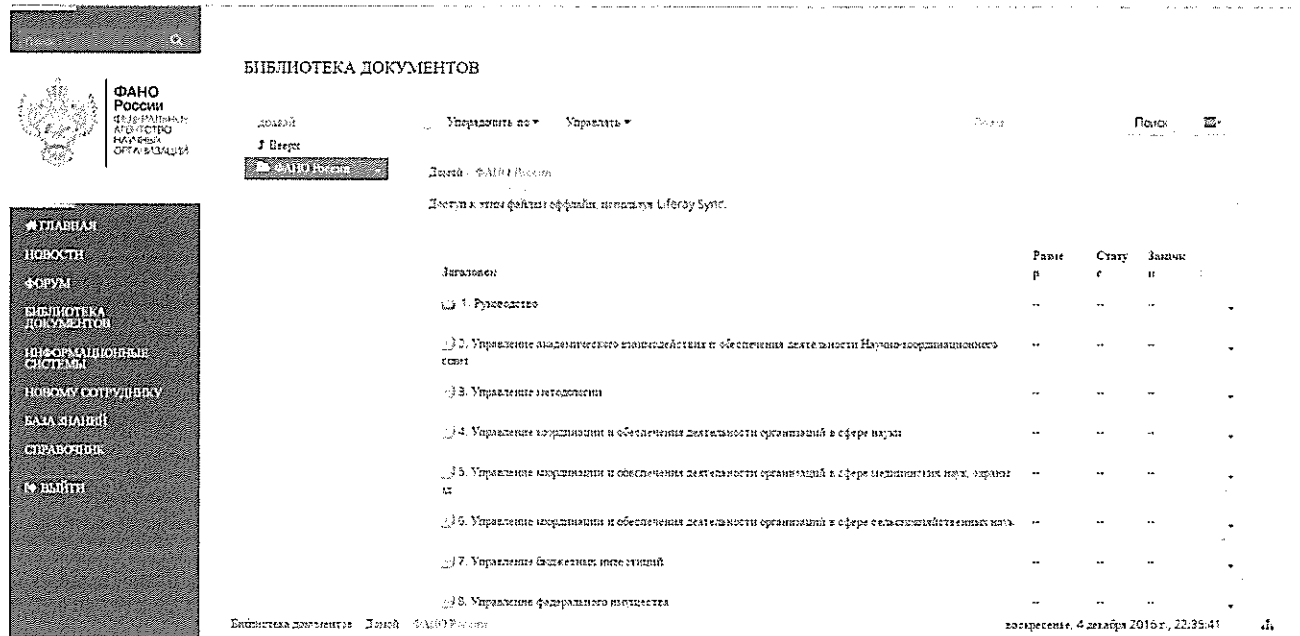 БИБЛИОТЕКА ДОКУМЕНТОВ
ФАНО
России
ФЕДЕРАЛЬНОЕ
АГЕНТСТВО
НАУЧНЫХ
ОРГАНИЗАЦИЙ
домой
Упорядочить по
Управлять
Поиск
Вверх
ФАНО России
Домой ФАНО России
Доступ к этим файлам оффлайн, используя Liferay Sync.
ГЛАВНАЯ
НОВОСТИ
ФОРУМ
БИБЛИОТЕКА
ДОКУМЕНТОВ
ИНФОРМАЦИОННЫЕ
СИСТЕМЫ
НОВОМУ СОТРУДНИКУ
БАЗА ЗНАНИЙ
СПРАВОЧНИК
ВЫЙТИ
Разме Стату Закачк
Заголовок р с и
1. Руководство -- -- --
2. Управление академического взаимодействия и обеспечения деятельности Научно-координационного -- -- --
совет
3. Управление методологии -- -- --
4. Управление координации и обеспечения деятельности организаций в сфере науки -- -- --
5. Управление координации и обеспечения деятельности организаций в сфере медицинских наук, -- -- --
6. Управление координации и обеспечения деятельности организаций в сфере сельскохозяйственных наук -- -- --
7. Управление бюджетных инвестиций -- -- --
8. Управление федерального имущества -- -- --
Библиотека документов Домой ФАНО России
воскресенье, 4 декабря 2016 г., 22:35:41